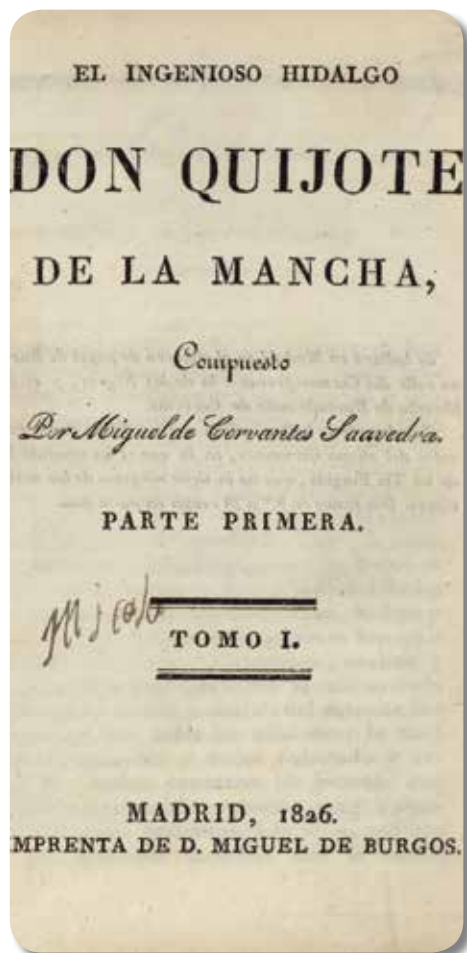 EL INGENIOSO HIDALGO
DON QUIJOTE
DE LA MANCHA,
Compuesto
Por Miguel de Cervantes Saavedra.
PARTE PRIMERA.
TOMO I.
MADRID, 1826.
IMPRENTA DE D. MIGUEL DE BURGOS.